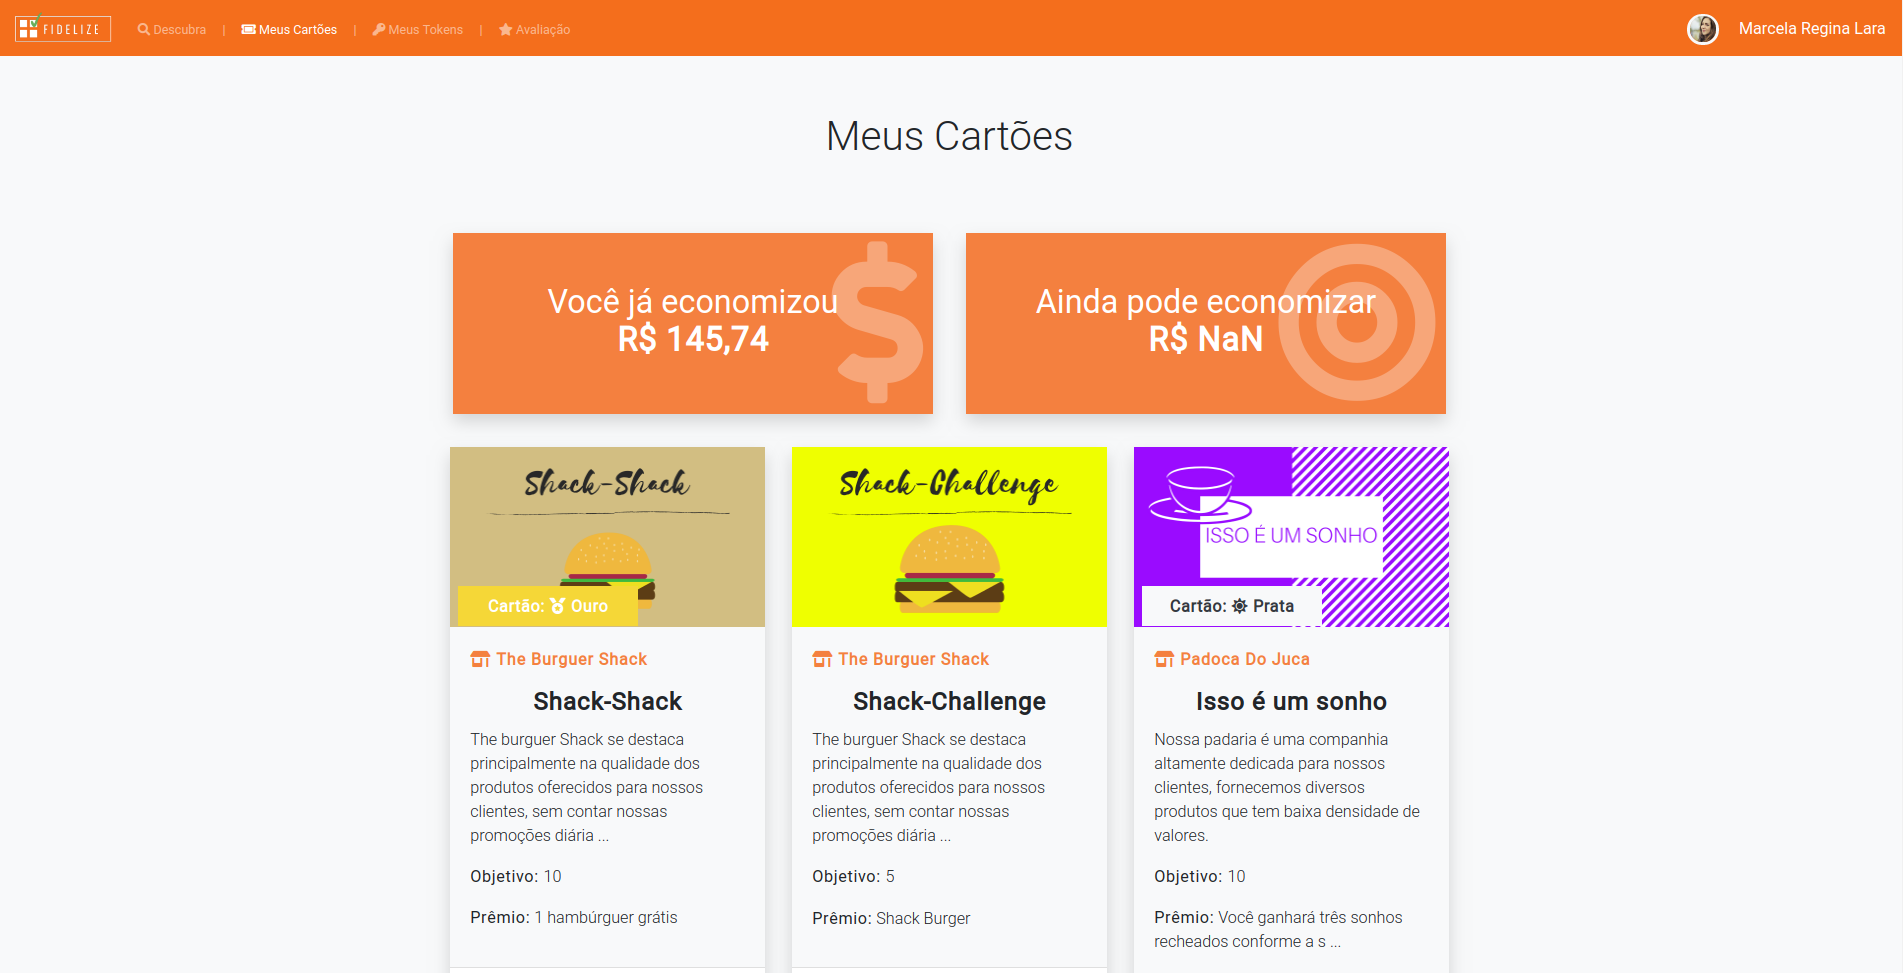 FIDELIZE
Descubra | Meus Cartões | Meus Tokens | Avaliação
Marcela Regina Lara
Meus Cartões
Você já economizou
R$ 145,74
Ainda pode economizar
R$ NaN
Shack-Shack
Cartão: Ouro
The Burguer Shack
Shack-Shack
The burguer Shack se destaca
principalmente na qualidade dos
produtos oferecidos para nossos
clientes, sem contar nossas
promoções diária ...
Objetivo: 10
Prêmio: 1 hambúrguer grátis
Shack-Challenge
The Burguer Shack
Shack-Challenge
The burguer Shack se destaca
principalmente na qualidade dos
produtos oferecidos para nossos
clientes, sem contar nossas
promoções diária ...
Objetivo: 5
Prêmio: Shack Burger
ISSO É UM SONHO
Cartão: Prata
Padoca Do Juca
Isso é um sonho
Nossa padaria é uma companhia
altamente dedicada para nossos
clientes, fornecemos diversos
produtos que tem baixa densidade de
valores.
Objetivo: 10
Prêmio: Você ganhará três sonhos
recheados conforme a s ...